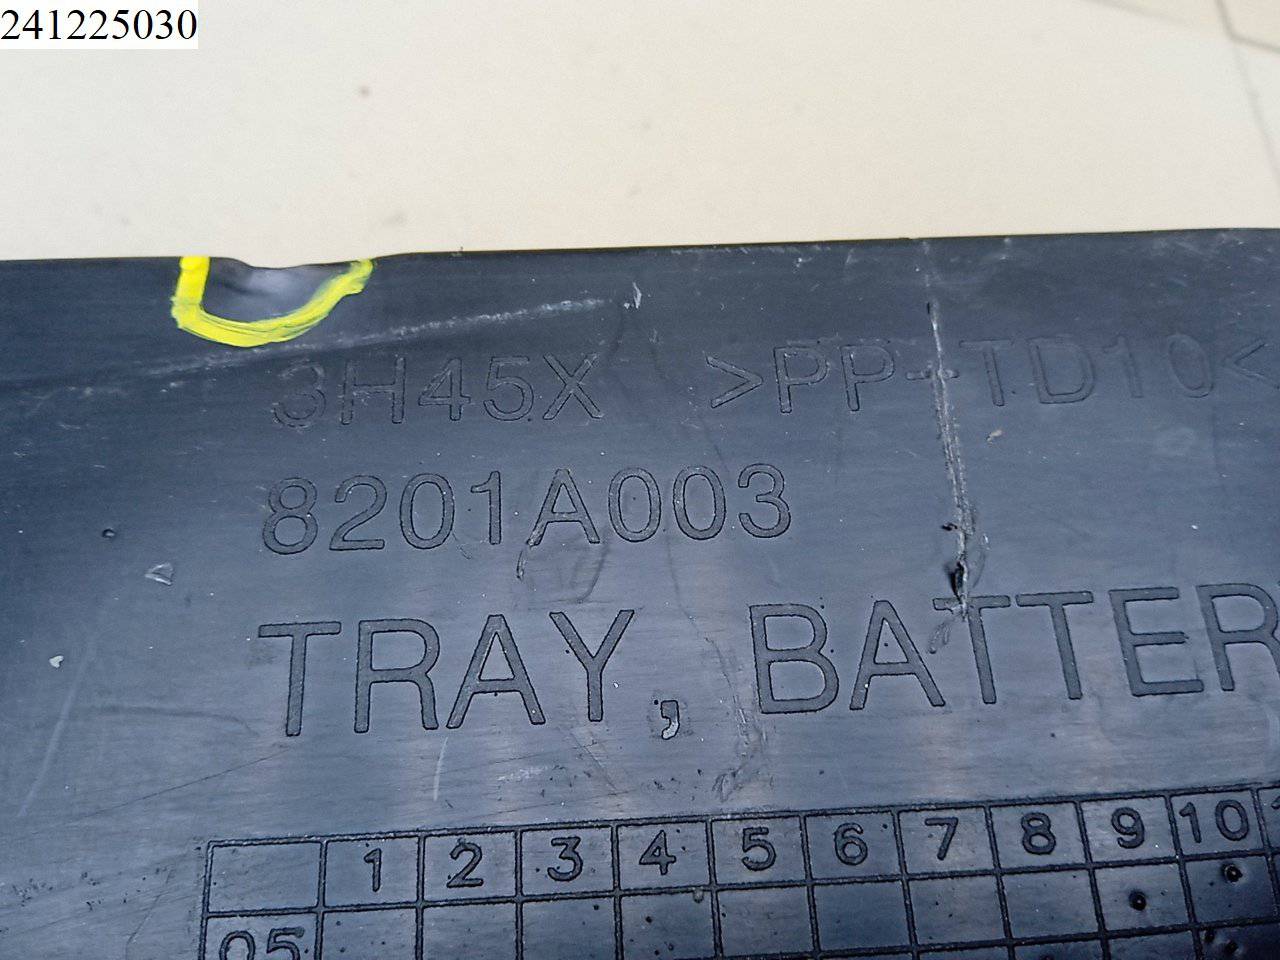 241225030
3H45X >PP-TD10<
8201A003
TRAY, BATTER
1 2 3 4 5 6 7 8 9 10
05